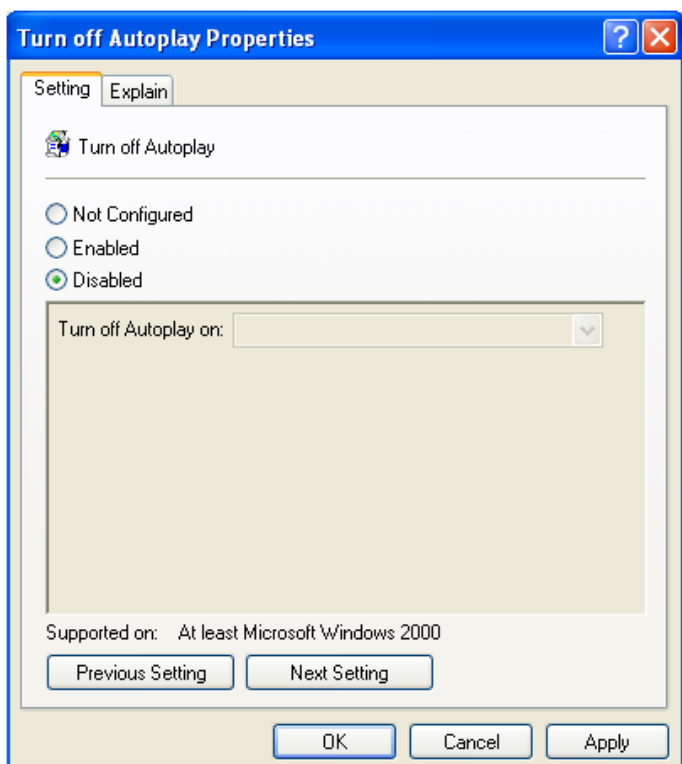 Turn off Autoplay Properties
Setting Explain
Turn off Autoplay
Not Configured
Enabled
Disabled
Turn off Autoplay on:
Supported on: At least Microsoft Windows 2000
Previous Setting Next Setting
OK Cancel Apply